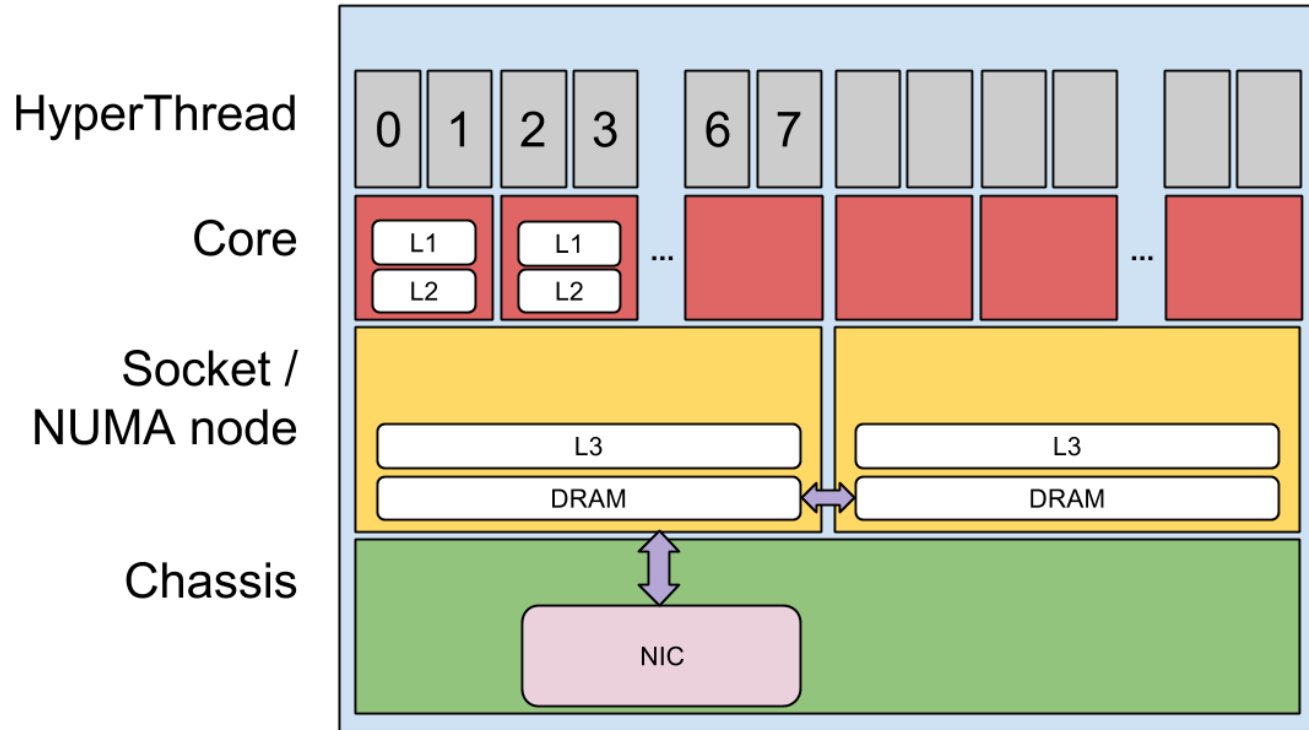 HyperThread
0 1 2 3 6 7
Core
L1 L1
... ...
L2 L2
Socket /
NUMA node
L3 L3
DRAM DRAM
Chassis
NIC